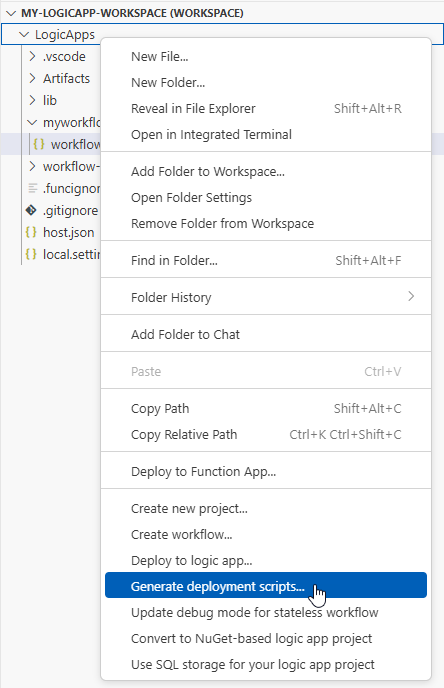 MY-LOGICAPP-WORKSPACE (WORKSPACE)
LogicApps
.vscode
Artifacts
lib
myworkflo
workflow
workflow-
.funcignor
.gitignore
host.json
local.settin
New File...
New Folder...
Reveal in File Explorer Shift+Alt+R
Open in Integrated Terminal
Add Folder to Workspace...
Open Folder Settings
Remove Folder from Workspace
Find in Folder... Shift+Alt+F
Folder History
Add Folder to Chat
Paste Ctrl+V
Copy Path Shift+Alt+C
Copy Relative Path Ctrl+K Ctrl+Shift+C
Deploy to Function App...
Create new project...
Create workflow...
Deploy to logic app...
Generate deployment scripts...
Update debug mode for stateless workflow
Convert to NuGet-based logic app project
Use SQL storage for your logic app project